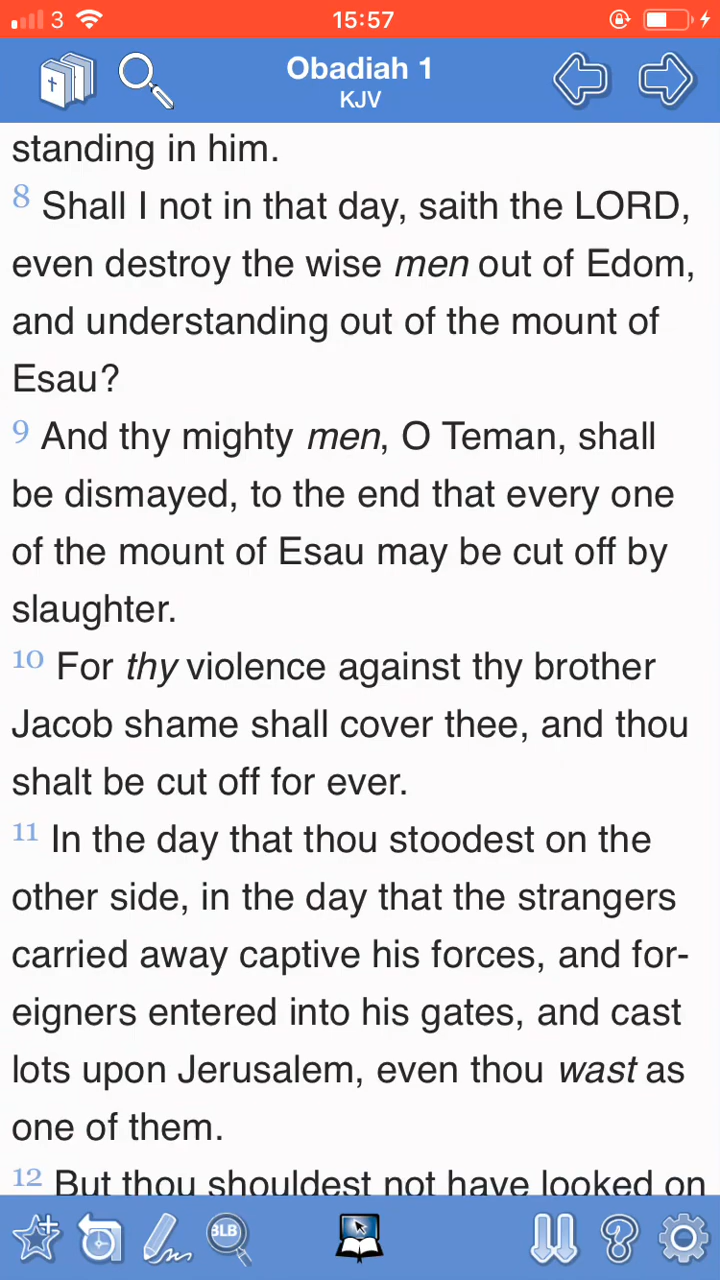 3 15:57
Obadiah 1
KJV
standing in him.
8 Shall I not in that day, saith the LORD,
even destroy the wise men out of Edom,
and understanding out of the mount of
Esau?
9 And thy mighty men, O Teman, shall
be dismayed, to the end that every one
of the mount of Esau may be cut off by
slaughter.
10 For thy violence against thy brother
Jacob shame shall cover thee, and thou
shalt be cut off for ever.
11 In the day that thou stoodest on the
other side, in the day that the strangers
carried away captive his forces, and for-
eigners entered into his gates, and cast
lots upon Jerusalem, even thou wast as
one of them.
12 But thou shouldest not have looked on
BLB